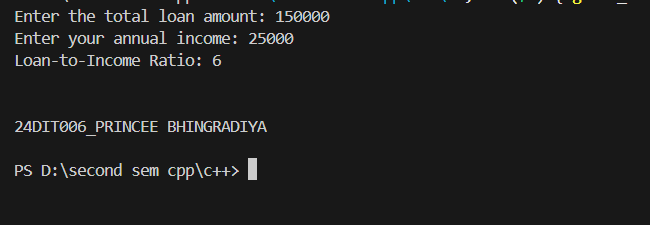 Enter the total loan amount: 150000
Enter your annual income: 25000
Loan-to-Income Ratio: 6
24DIT006_PRINCEE BHINGRADIYA
PS D:\second sem cpp\c++>